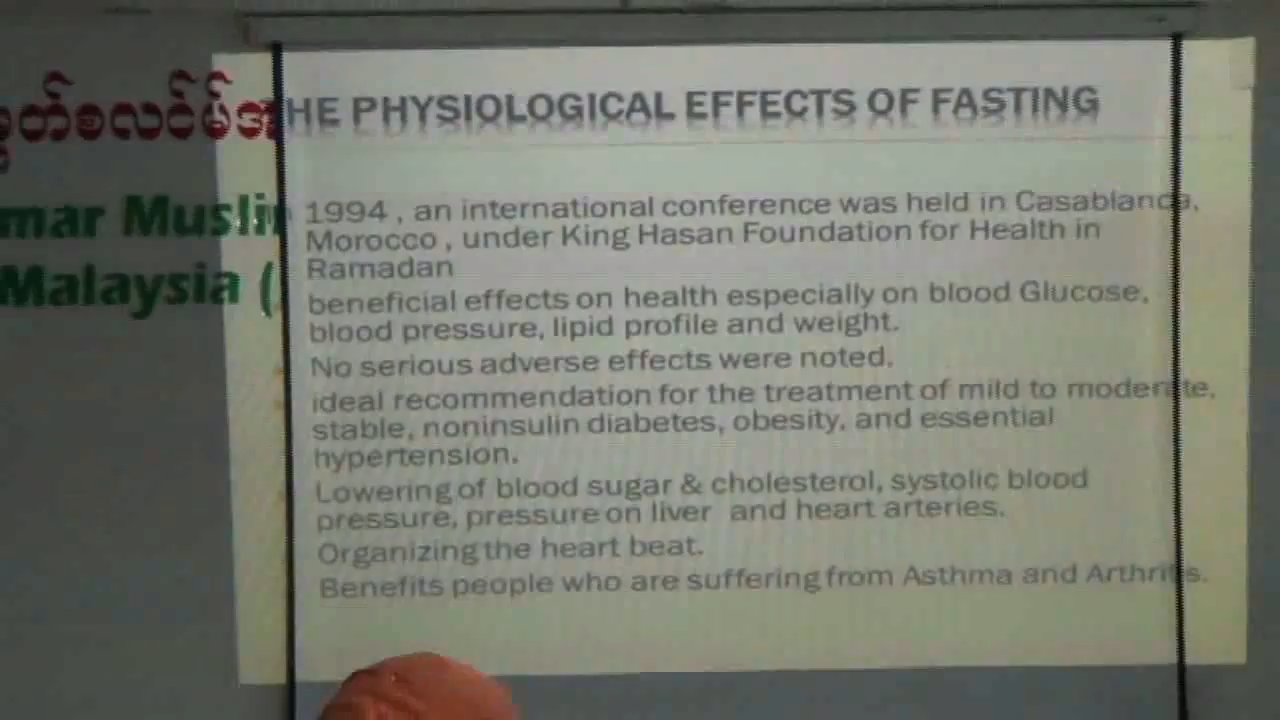 HE PHYSIOLOGICAL EFFECTS OF FASTING
mar Muslim
Malaysia (
1994 , an international conference was held in Casablanca,
Morocco , under King Hasan Foundation for Health in
Ramadan
beneficial effects on health especially on blood Glucose,
blood pressure, lipid profile and weight.
No serious adverse effects were noted.
ideal recommendation for the treatment of mild to moderate,
stable, noninsulin diabetes, obesity, and essential
hypertension.
Lowering of blood sugar & cholesterol, systolic blood
pressure, pressure on liver and heart arteries.
Organizing the heart beat.
Benefits people who are suffering from Asthma and Arthritis.